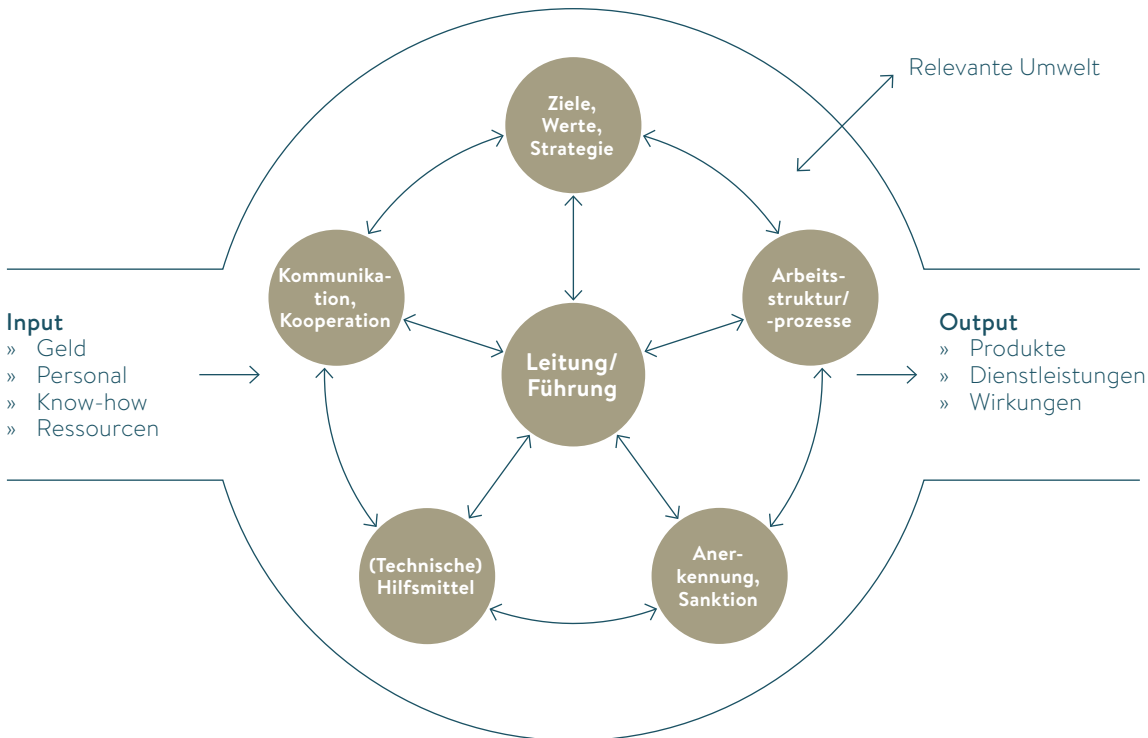 Relevante Umwelt
Ziele,
Werte,
Strategie
Kommunika-
tion,
Kooperation
Arbeits-
struktur/
-prozesse
Input
» Geld
» Personal
» Know-how
» Ressourcen
Leitung/
Führung
Output
» Produkte
» Dienstleistungen
» Wirkungen
(Technische)
Hilfsmittel
Aner-
kennung,
Sanktion